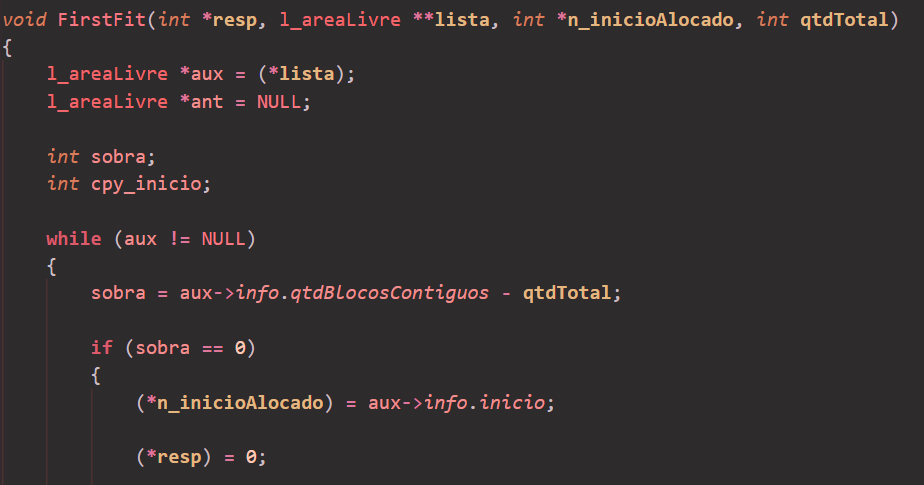 void FirstFit(int *resp, l_areaLivre **lista, int *n_inicioAlocado, int qtdTotal)
{
    l_areaLivre *aux = (*lista);
    l_areaLivre *ant = NULL;
    int sobra;
    int cpy_inicio;
    while (aux != NULL)
    {
        sobra = aux->info.qtdBlocosContiguos - qtdTotal;
        if (sobra == 0)
        {
            (*n_inicioAlocado) = aux->info.inicio;
            (*resp) = 0;